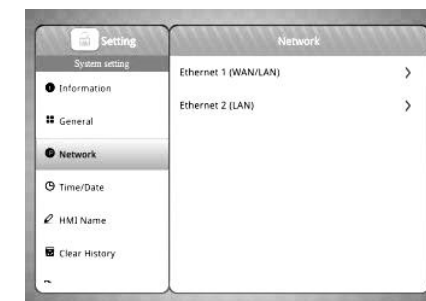 Setting
System setting
Information
General
Network
Time/Date
HMI Name
Clear History
Network
Ethernet 1 (WAN/LAN)
Ethernet 2 (LAN)